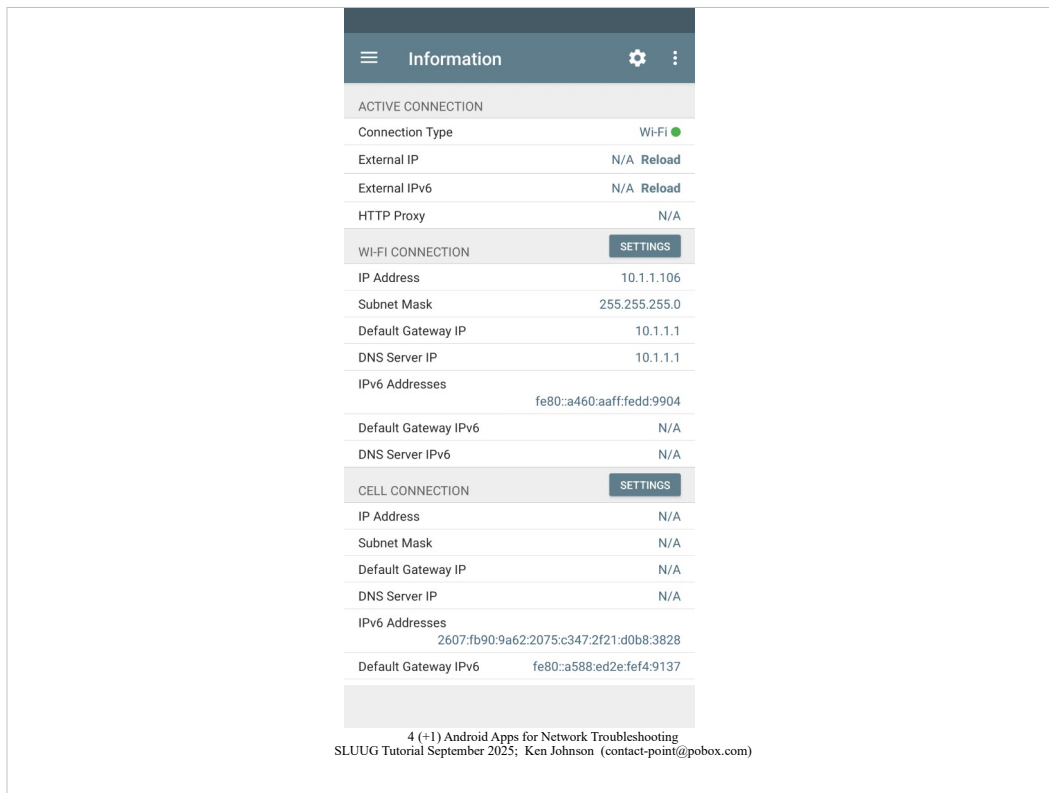 Information
ACTIVE CONNECTION
Connection Type Wi-Fi
External IP N/A Reload
External IPv6 N/A Reload
HTTP Proxy N/A
WI-FI CONNECTION SETTINGS
IP Address 10.1.1.106
Subnet Mask 255.255.255.0
Default Gateway IP 10.1.1.1
DNS Server IP 10.1.1.1
IPv6 Addresses
fe80::a460:aaff:fedd:9904
Default Gateway IPv6 N/A
DNS Server IPv6 N/A
CELL CONNECTION SETTINGS
IP Address N/A
Subnet Mask N/A
Default Gateway IP N/A
DNS Server IP N/A
IPv6 Addresses
2607:fb90:9a62:2075:c347:2f21:d0b8:3828
Default Gateway IPv6 fe80::a588:ed2e:fef4:9137
4 (+1) Android Apps for Network Troubleshooting
SLUUG Tutorial September 2025; Ken Johnson (contact-point@pobox.com)